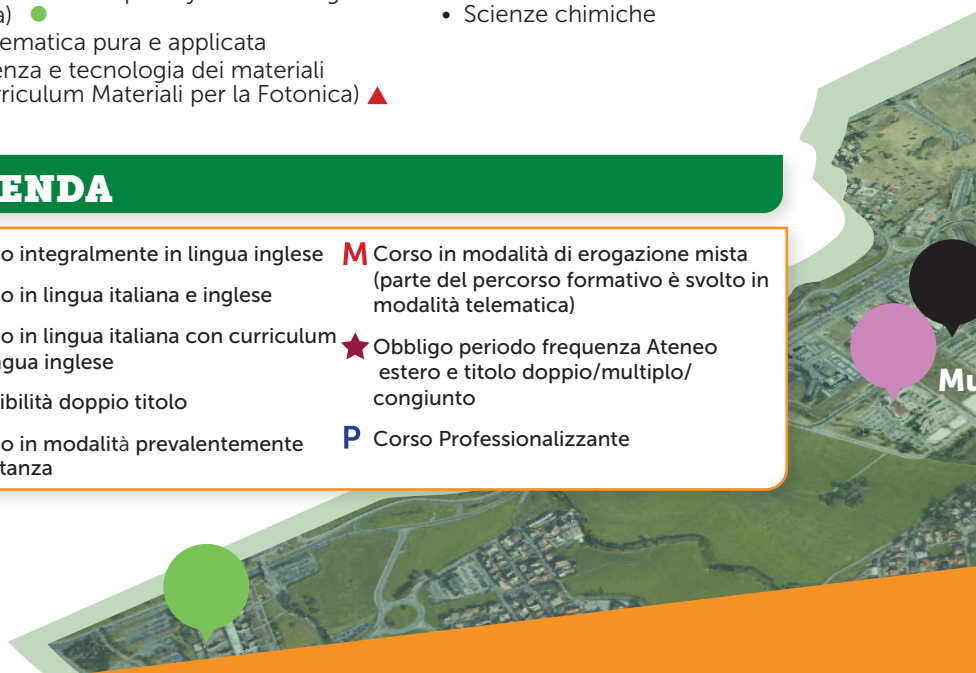 a)
• Scienze chimiche
ematica pura e applicata
enza e tecnologia dei materiali
rriculum Materiali per la Fotonica)
ENDA
o integralmente in lingua inglese
o in lingua italiana e inglese
o in lingua italiana con curriculum
ngua inglese
ibilità doppio titolo
o in modalità prevalentemente
tanza
M Corso in modalità di erogazione mista
(parte del percorso formativo è svolto in
modalità telematica)
Obbligo periodo frequenza Ateneo
estero e titolo doppio/multiplo/
congiunto
P Corso Professionalizzante
Mu